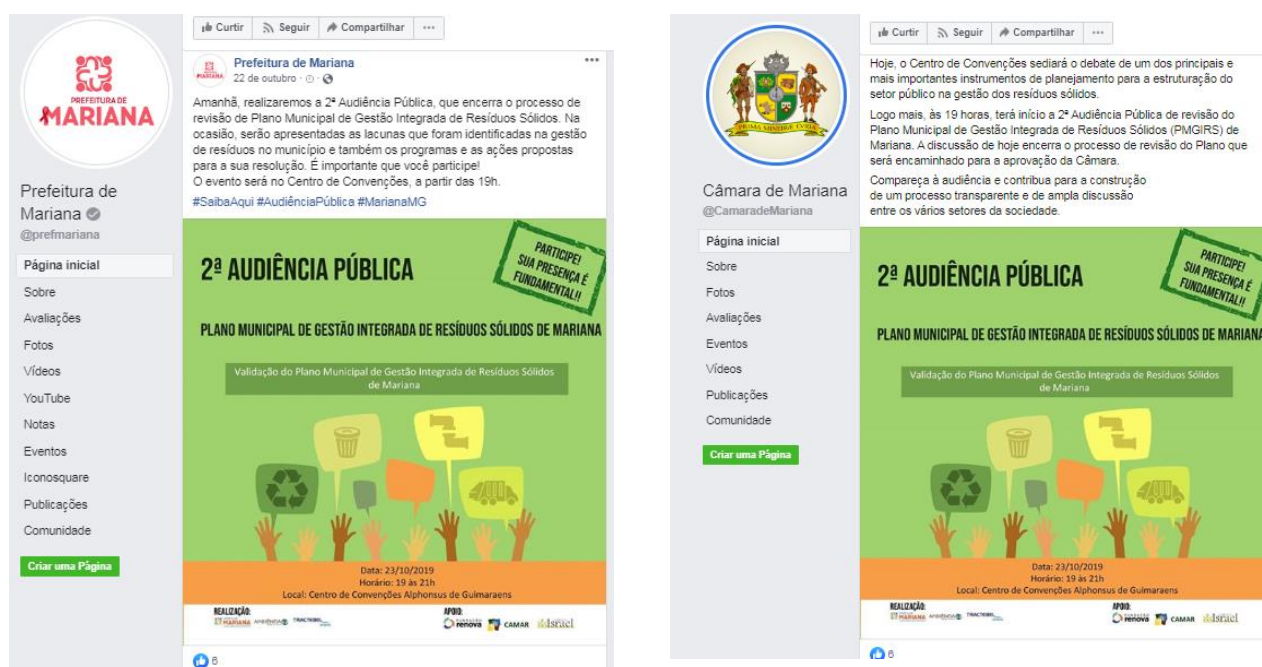 Curtir Seguir Compartilhar
PREFEITURA DE
MARIANA
Prefeitura de
Mariana
@prefmariana
Página inicial
Sobre
Avaliações
Fotos
Vídeos
YouTube
Notas
Eventos
Iconosquare
Publicações
Comunidade
Criar uma Página
Prefeitura de Mariana
22 de outubro
Amanhã, realizaremos a 2ª Audiência Pública, que encerra o processo de
revisão de Plano Municipal de Gestão Integrada de Resíduos Sólidos. Na
ocasião, serão apresentadas as lacunas que foram identificadas na gestão
de resíduos no município e também os programas e as ações propostas
para a sua resolução. É importante que você participe!
O evento será no Centro de Convenções, a partir das 19h.
#SaibaAqui #AudiênciaPública #MarianaMG
PARTICIPE!
SUA PRESENÇA É
FUNDAMENTAL!!
2ª AUDIÊNCIA PÚBLICA
PLANO MUNICIPAL DE GESTÃO INTEGRADA DE RESÍDUOS SÓLIDOS DE MARIANA
Validação do Plano Municipal de Gestão Integrada de Resíduos Sólidos
de Mariana
Data: 23/10/2019
Horário: 19 às 21h
Local: Centro de Convenções Alphonsus de Guimaraens
REALIZAÇÃO:
MARIANA
APOIO:
renova CAMAR Israel
6
Curtir Seguir Compartilhar
Câmara de Mariana
@CamaradeMariana
Página inicial
Sobre
Fotos
Avaliações
Eventos
Vídeos
Publicações
Comunidade
Criar uma Página
Hoje, o Centro de Convenções sediará o debate de um dos principais e
mais importantes instrumentos de planejamento para a estruturação do
setor público na gestão dos resíduos sólidos.
Logo mais, às 19 horas, terá início a 2ª Audiência Pública de revisão do
Plano Municipal de Gestão Integrada de Resíduos Sólidos (PMGIRS) de
Mariana. A discussão de hoje encerra o processo de revisão do Plano que
será encaminhado para a aprovação da Câmara.
Compareça à audiência e contribua para a construção
de um processo transparente e de ampla discussão
entre os vários setores da sociedade.
PARTICIPE!
SUA PRESENÇA É
FUNDAMENTAL!!
2ª AUDIÊNCIA PÚBLICA
PLANO MUNICIPAL DE GESTÃO INTEGRADA DE RESÍDUOS SÓLIDOS DE MARIANA
Validação do Plano Municipal de Gestão Integrada de Resíduos Sólidos
de Mariana
Data: 23/10/2019
Horário: 19 às 21h
Local: Centro de Convenções Alphonsus de Guimaraens
REALIZAÇÃO:
MARIANA
APOIO:
renova CAMAR Israel
6